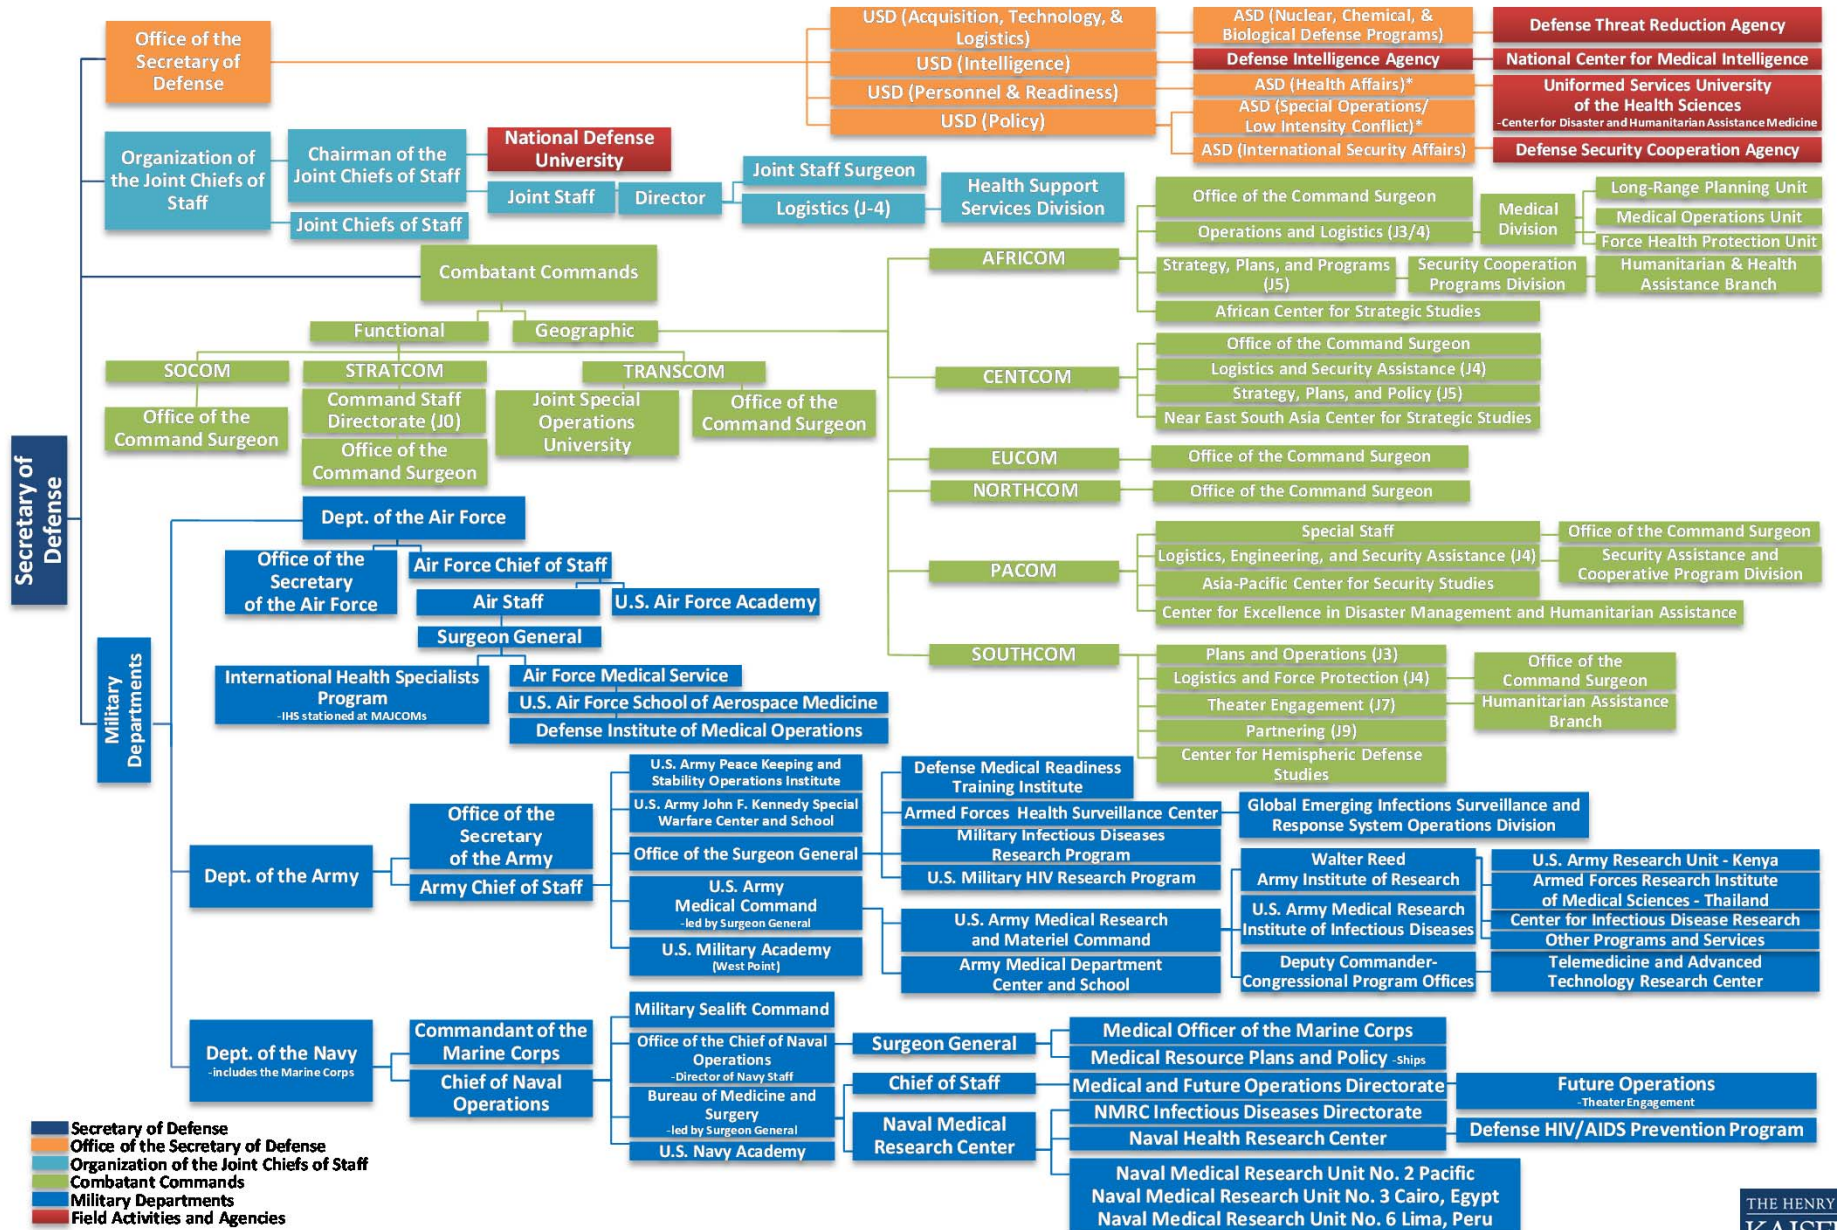 Office of the
Secretary of
Defense
USD (Acquisition, Technology, &
Logistics)
USD (Intelligence)
USD (Personnel & Readiness)
USD (Policy)
ASD (Nuclear, Chemical, &
Biological Defense Programs)
Defense Intelligence Agency
ASD (Health Affairs)*
ASD (Special Operations/
Low Intensity Conflict)*
ASD (International Security Affairs)
Defense Threat Reduction Agency
National Center for Medical Intelligence
Uniformed Services University
of the Health Sciences
-Center for Disaster and Humanitarian Assistance Medicine
Defense Security Cooperation Agency
Organization of
the Joint Chiefs of
Staff
Chairman of the
Joint Chiefs of Staff
Joint Chiefs of Staff
National Defense
University
Joint Staff
Director
Joint Staff Surgeon
Logistics (J-4)
Health Support
Services Division
Combatant Commands
Functional
Geographic
SOCOM
Office of the
Command Surgeon
STRATCOM
Command Staff
Directorate (J0)
Office of the
Command Surgeon
TRANSCOM
Joint Special
Operations
University
Office of the
Command Surgeon
AFRICOM
Office of the Command Surgeon
Operations and Logistics (J3/4)
Medical
Division
Long-Range Planning Unit
Medical Operations Unit
Force Health Protection Unit
Strategy, Plans, and Programs
(J5)
Security Cooperation
Programs Division
Humanitarian & Health
Assistance Branch
African Center for Strategic Studies
CENTCOM
Office of the Command Surgeon
Logistics and Security Assistance (J4)
Strategy, Plans, and Policy (J5)
Near East South Asia Center for Strategic Studies
EUCOM
Office of the Command Surgeon
NORTHCOM
Office of the Command Surgeon
PACOM
Special Staff
Office of the Command Surgeon
Logistics, Engineering, and Security Assistance (J4)
Security Assistance and
Cooperative Program Division
Asia-Pacific Center for Security Studies
Center for Excellence in Disaster Management and Humanitarian Assistance
SOUTHCOM
Plans and Operations (J3)
Logistics and Force Protection (J4)
Office of the
Command Surgeon
Theater Engagement (J7)
Humanitarian Assistance
Branch
Partnering (J9)
Center for Hemispheric Defense
Studies
Secretary of
Defense
Military
Departments
Dept. of the Air Force
Office of the
Secretary
of the Air Force
Air Force Chief of Staff
Air Staff
U.S. Air Force Academy
Surgeon General
International Health Specialists
Program
-IHS stationed at MAJCOMs
Air Force Medical Service
U.S. Air Force School of Aerospace Medicine
Defense Institute of Medical Operations
Dept. of the Army
Office of the
Secretary
of the Army
Army Chief of Staff
U.S. Army Peace Keeping and
Stability Operations Institute
U.S. Army John F. Kennedy Special
Warfare Center and School
Office of the Surgeon General
U.S. Army
Medical Command
-led by Surgeon General
U.S. Military Academy
(West Point)
Defense Medical Readiness
Training Institute
Armed Forces Health Surveillance Center
Military Infectious Diseases
Research Program
U.S. Military HIV Research Program
Global Emerging Infections Surveillance and
Response System Operations Division
U.S. Army Medical Research
and Materiel Command
Army Medical Department
Center and School
Walter Reed
Army Institute of Research
U.S. Army Medical Research
Institute of Infectious Diseases
Deputy Commander-
Congressional Program Offices
U.S. Army Research Unit - Kenya
Armed Forces Research Institute
of Medical Sciences - Thailand
Center for Infectious Disease Research
Other Programs and Services
Telemedicine and Advanced
Technology Research Center
Dept. of the Navy
-includes the Marine Corps
Commandant of the
Marine Corps
Chief of Naval
Operations
Military Sealift Command
Office of the Chief of Naval
Operations
-Director of Navy Staff
Bureau of Medicine and
Surgery
-led by Surgeon General
U.S. Navy Academy
Surgeon General
Medical Officer of the Marine Corps
Medical Resource Plans and Policy -Ships
Chief of Staff
Medical and Future Operations Directorate
Future Operations
-Theater Engagement
Naval Medical
Research Center
NMRC Infectious Diseases Directorate
Naval Health Research Center
Defense HIV/AIDS Prevention Program
Naval Medical Research Unit No. 2 Pacific
Naval Medical Research Unit No. 3 Cairo, Egypt
Naval Medical Research Unit No. 6 Lima, Peru
Secretary of Defense
Office of the Secretary of Defense
Organization of the Joint Chiefs of Staff
Combatant Commands
Military Departments
Field Activities and Agencies
THE HENRY